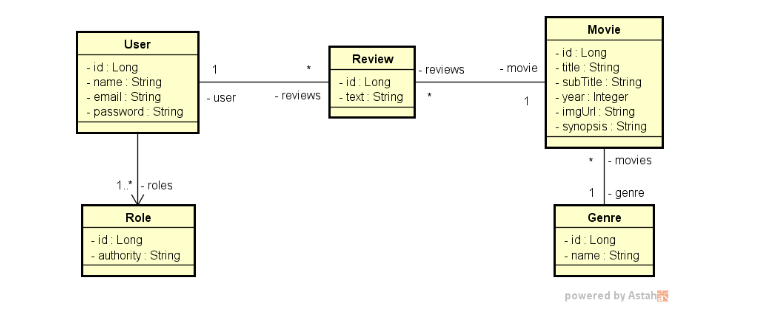 User
- id : Long
- name : String
- email : String
- password : String
1
*
- user
- reviews
Review
- id : Long
- text : String
- reviews
- movie
*
1
Movie
- id : Long
- title : String
- subTitle : String
- year : Integer
- imgUrl : String
- synopsis : String
1..*
- roles
*
- movies
1
- genre
Role
- id : Long
- authority : String
Genre
- id : Long
- name : String
powered by Astah